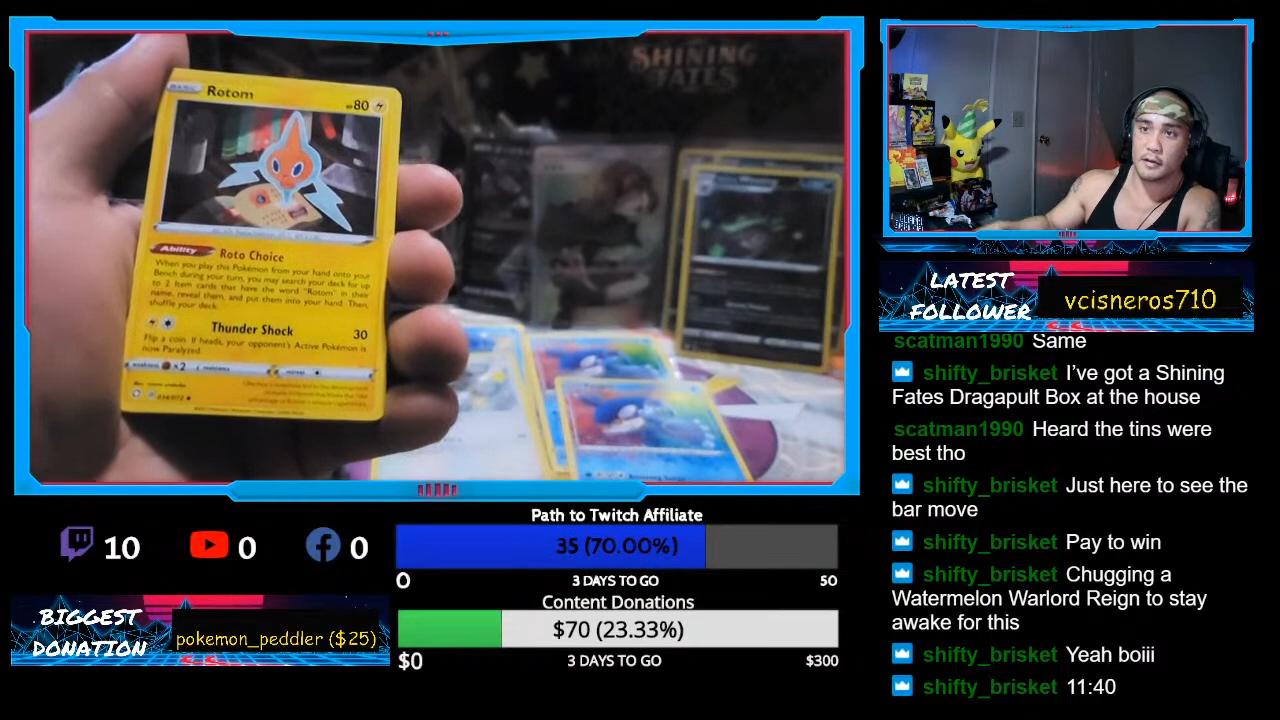 SHINING
FATES
BASIC Rotom HP80
Ability Roto Choice
When you play this Pokémon from your hand onto your
Bench during your turn, you may search your deck for up
to 2 Item cards that have the word "Rotom" in their
name, reveal them, and put them into your hand. Then,
shuffle your deck.
Thunder Shock 30
Flip a coin. If heads, your opponent's Active Pokémon is
now Paralyzed.
weakness ×2 resistance retreat
LATEST
FOLLOWER
vcisneros710
scatman1990 Same
shifty_brisket I've got a Shining
Fates Dragapult Box at the house
scatman1990 Heard the tins were
best tho
shifty_brisket Just here to see the
bar move
shifty_brisket Pay to win
shifty_brisket Chugging a
Watermelon Warlord Reign to stay
awake for this
shifty_brisket Yeah boiii
shifty_brisket 11:40
10 0 0
BIGGEST
DONATION
pokemon_peddler ($25)
Path to Twitch Affiliate
35 (70.00%)
0 3 DAYS TO GO 50
Content Donations
$70 (23.33%)
$0 3 DAYS TO GO $300